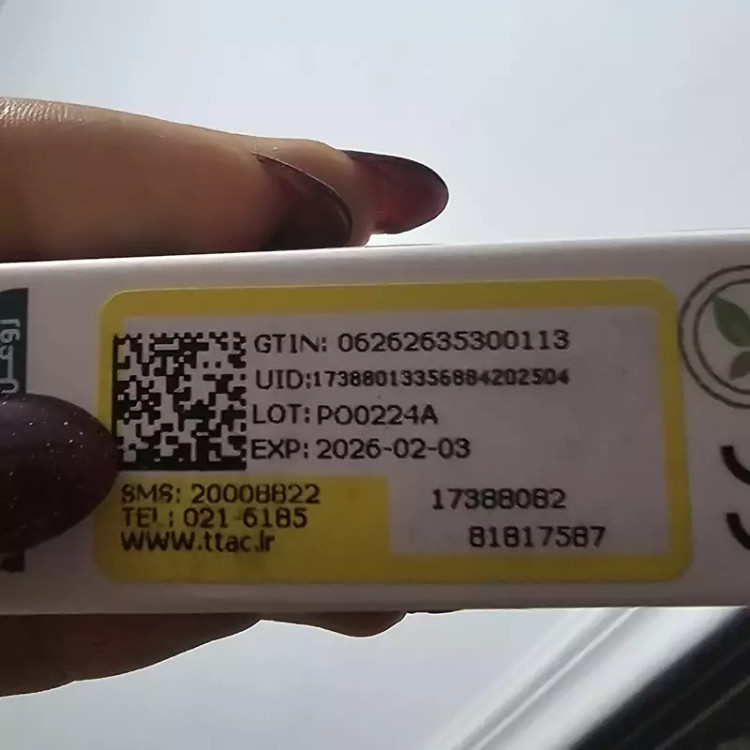 GTIN: 06262635300113
UID:17388013356884202504
LOT: PO0224A
EXP: 2026-02-03
SMS: 20008822
TEL: 021-6185
WWW.ttac.ir
17388082
81817587
روغن